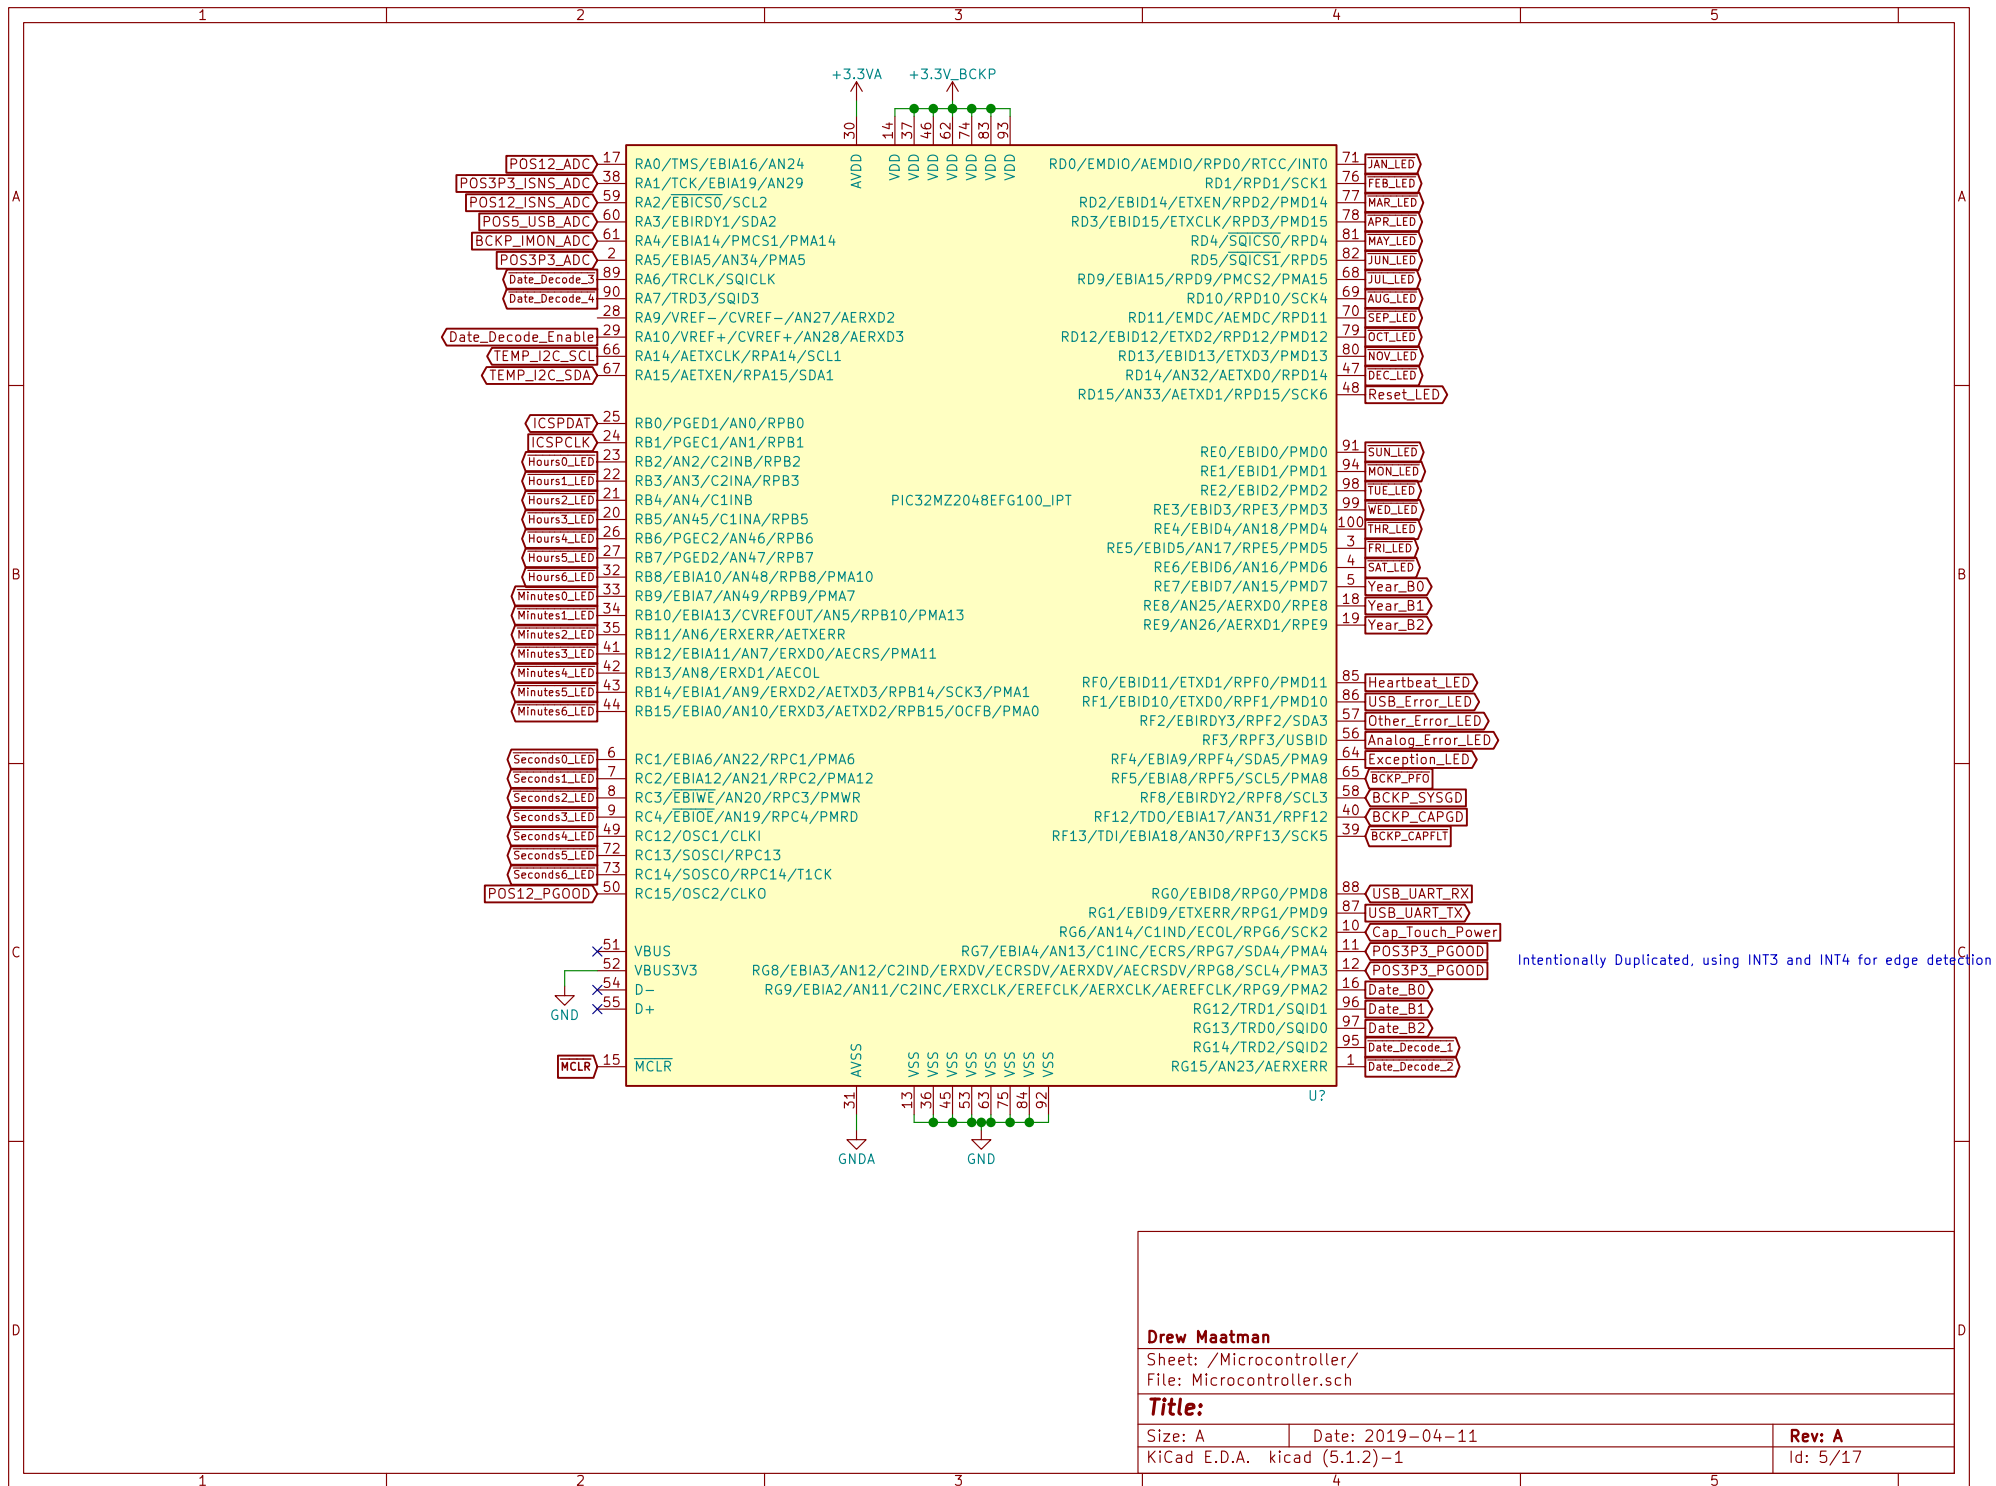 1 2 3 4 5
+3.3VA +3.3V_BCKP
30 14 37 46 62 74 83 93
AVDD VDD VDD VDD VDD VDD VDD VDD
POS12_ADC 17 RA0/TMS/EBIA16/AN24 RD0/EMDIO/AEMDIO/RPD0/RTCC/INT0 71 JAN_LED
POS3P3_ISNS_ADC 38 RA1/TCK/EBIA19/AN29 RD1/RPD1/SCK1 76 FEB_LED
A POS12_ISNS_ADC 59 RA2/EBICS0/SCL2 RD2/EBID14/ETXEN/RPD2/PMD14 77 MAR_LED A
POS5_USB_ADC 60 RA3/EBIRDY1/SDA2 RD3/EBID15/ETXCLK/RPD3/PMD15 78 APR_LED
BCKP_IMON_ADC 61 RA4/EBIA14/PMCS1/PMA14 RD4/SQICS0/RPD4 81 MAY_LED
POS3P3_ADC 2 RA5/EBIA5/AN34/PMA5 RD5/SQICS1/RPD5 82 JUN_LED
Date_Decode_3 89 RA6/TRCLK/SQICLK RD9/EBIA15/RPD9/PMCS2/PMA15 68 JUL_LED
Date_Decode_4 90 RA7/TRD3/SQID3 RD10/RPD10/SCK4 69 AUG_LED
28 RA9/VREF-/CVREF-/AN27/AERXD2 RD11/EMDC/AEMDC/RPD11 70 SEP_LED
Date_Decode_Enable 29 RA10/VREF+/CVREF+/AN28/AERXD3 RD12/EBID12/ETXD2/RPD12/PMD12 79 OCT_LED
TEMP_I2C_SCL 66 RA14/AETXCLK/RPA14/SCL1 RD13/EBID13/ETXD3/PMD13 80 NOV_LED
TEMP_I2C_SDA 67 RA15/AETXEN/RPA15/SDA1 RD14/AN32/AETXD0/RPD14 47 DEC_LED
RD15/AN33/AETXD1/RPD15/SCK6 48 Reset_LED
ICSPDAT 25 RB0/PGED1/AN0/RPB0
ICSPCLK 24 RB1/PGEC1/AN1/RPB1 RE0/EBID0/PMD0 91 SUN_LED
Hours0_LED 23 RB2/AN2/C2INB/RPB2 RE1/EBID1/PMD1 94 MON_LED
Hours1_LED 22 RB3/AN3/C2INA/RPB3 RE2/EBID2/PMD2 98 TUE_LED
Hours2_LED 21 RB4/AN4/C1INB PIC32MZ2048EFG100_IPT RE3/EBID3/RPE3/PMD3 99 WED_LED
Hours3_LED 20 RB5/AN45/C1INA/RPB5 RE4/EBID4/AN18/PMD4 100 THR_LED
Hours4_LED 26 RB6/PGEC2/AN46/RPB6 RE5/EBID5/AN17/RPE5/PMD5 3 FRI_LED
Hours5_LED 27 RB7/PGED2/AN47/RPB7 RE6/EBID6/AN16/PMD6 4 SAT_LED
B Hours6_LED 32 RB8/EBIA10/AN48/RPB8/PMA10 RE7/EBID7/AN15/PMD7 5 Year_B0 B
Minutes0_LED 33 RB9/EBIA7/AN49/RPB9/PMA7 RE8/AN25/AERXD0/RPE8 18 Year_B1
Minutes1_LED 34 RB10/EBIA13/CVREFOUT/AN5/RPB10/PMA13 RE9/AN26/AERXD1/RPE9 19 Year_B2
Minutes2_LED 35 RB11/AN6/ERXERR/AETXERR
Minutes3_LED 41 RB12/EBIA11/AN7/ERXD0/AECRS/PMA11
Minutes4_LED 42 RB13/AN8/ERXD1/AECOL RF0/EBID11/ETXD1/RPF0/PMD11 85 Heartbeat_LED
Minutes5_LED 43 RB14/EBIA1/AN9/ERXD2/AETXD3/RPB14/SCK3/PMA1 RF1/EBID10/ETXD0/RPF1/PMD10 86 USB_Error_LED
Minutes6_LED 44 RB15/EBIA0/AN10/ERXD3/AETXD2/RPB15/OCFB/PMA0 RF2/EBIRDY3/RPF2/SDA3 57 Other_Error_LED
RF3/RPF3/USBID 56 Analog_Error_LED
Seconds0_LED 6 RC1/EBIA6/AN22/RPC1/PMA6 RF4/EBIA9/RPF4/SDA5/PMA9 64 Exception_LED
Seconds1_LED 7 RC2/EBIA12/AN21/RPC2/PMA12 RF5/EBIA8/RPF5/SCL5/PMA8 65 BCKP_PFO
Seconds2_LED 8 RC3/EBIWE/AN20/RPC3/PMWR RF8/EBIRDY2/RPF8/SCL3 58 BCKP_SYSGD
Seconds3_LED 9 RC4/EBIOE/AN19/RPC4/PMRD RF12/TDO/EBIA17/AN31/RPF12 40 BCKP_CAPGD
Seconds4_LED 49 RC12/OSC1/CLKI RF13/TDI/EBIA18/AN30/RPF13/SCK5 39 BCKP_CAPFLT
Seconds5_LED 72 RC13/SOSCI/RPC13
Seconds6_LED 73 RC14/SOSCO/RPC14/T1CK
POS12_PGOOD 50 RC15/OSC2/CLKO RG0/EBID8/RPG0/PMD8 88 USB_UART_RX
RG1/EBID9/ETXERR/RPG1/PMD9 87 USB_UART_TX
RG6/AN14/C1IND/ECOL/RPG6/SCK2 10 Cap_Touch_Power
C 51 VBUS RG7/EBIA4/AN13/C1INC/ECRS/RPG7/SDA4/PMA4 11 POS3P3_PGOOD C
Intentionally Duplicated, using INT3 and INT4 for edge detection
52 VBUS3V3 RG8/EBIA3/AN12/C2IND/ERXDV/ECRSDV/AERXDV/AECRSDV/RPG8/SCL4/PMA3 12 POS3P3_PGOOD
54 D- RG9/EBIA2/AN11/C2INC/ERXCLK/EREFCLK/AERXCLK/AEREFCLK/RPG9/PMA2 16 Date_B0
GND 55 D+ RG12/TRD1/SQID1 96 Date_B1
RG13/TRD0/SQID0 97 Date_B2
RG14/TRD2/SQID2 95 Date_Decode_1
MCLR 15 MCLR RG15/AN23/AERXERR 1 Date_Decode_2
AVSS VSS VSS VSS VSS VSS VSS VSS VSS
U?
31 13 36 45 53 63 75 84 92
GNDA GND
D D
Drew Maatman
Sheet: /Microcontroller/
File: Microcontroller.sch
Title:
Size: A Date: 2019-04-11 Rev: A
KiCad E.D.A. kicad (5.1.2)-1 Id: 5/17
1 2 3 4 5